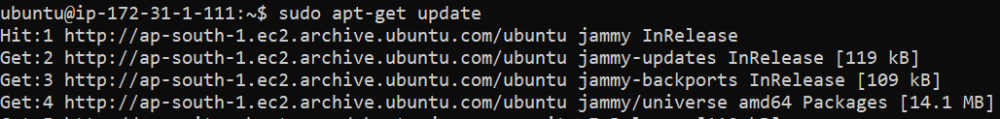 ubuntu@ip-172-31-1-111:~$ sudo apt-get update
Hit:1 http://ap-south-1.ec2.archive.ubuntu.com/ubuntu jammy InRelease
Get:2 http://ap-south-1.ec2.archive.ubuntu.com/ubuntu jammy-updates InRelease [119 kB]
Get:3 http://ap-south-1.ec2.archive.ubuntu.com/ubuntu jammy-backports InRelease [109 kB]
Get:4 http://ap-south-1.ec2.archive.ubuntu.com/ubuntu jammy/universe amd64 Packages [14.1 MB]